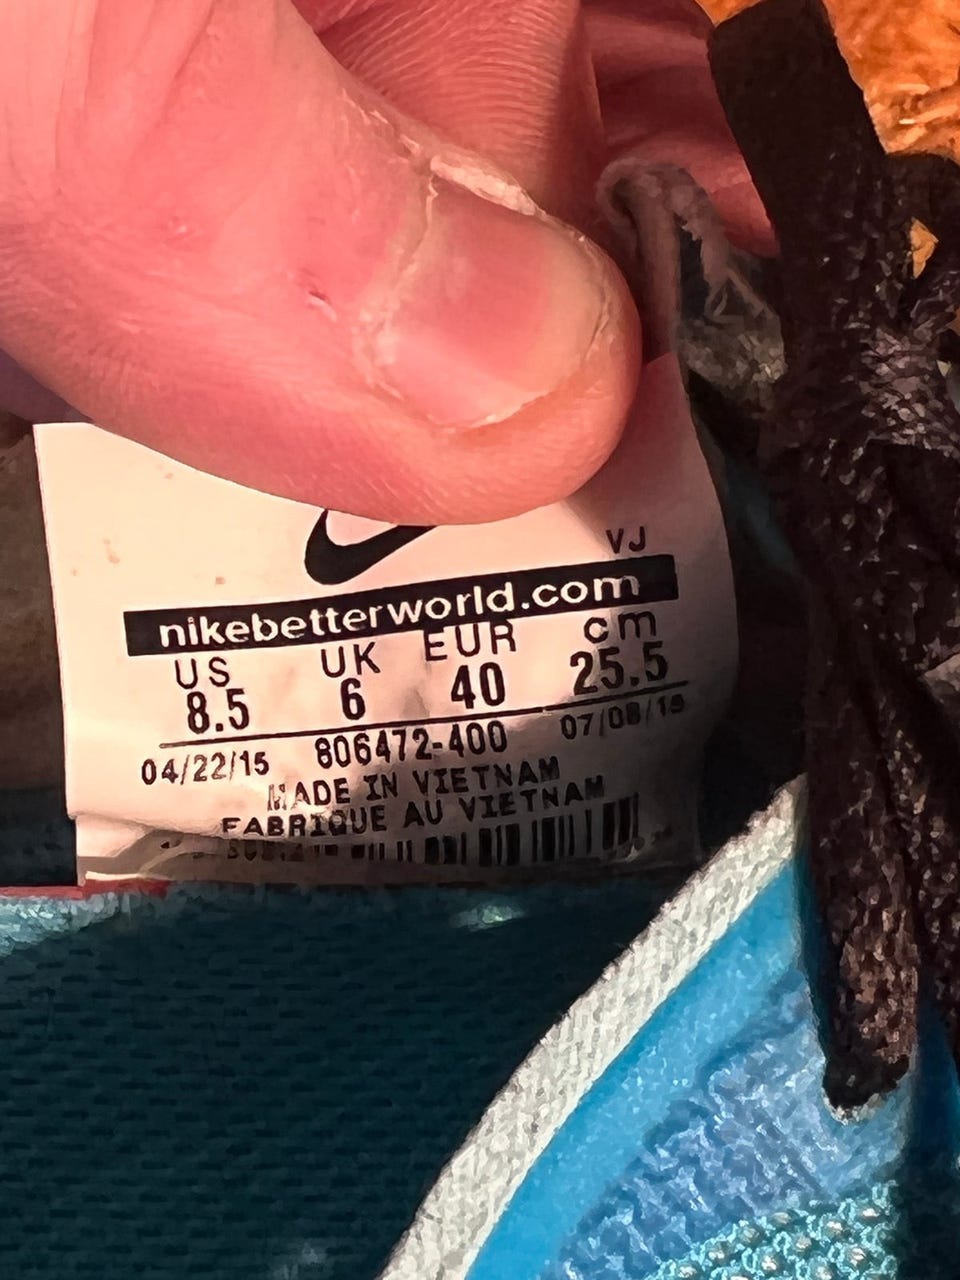 VJ
nikebetterworld.com
US UK EUR cm
8.5 6 40 25.5
04/22/15 806472-400 07/08/15
MADE IN VIETNAM
FABRIQUE AU VIETNAM